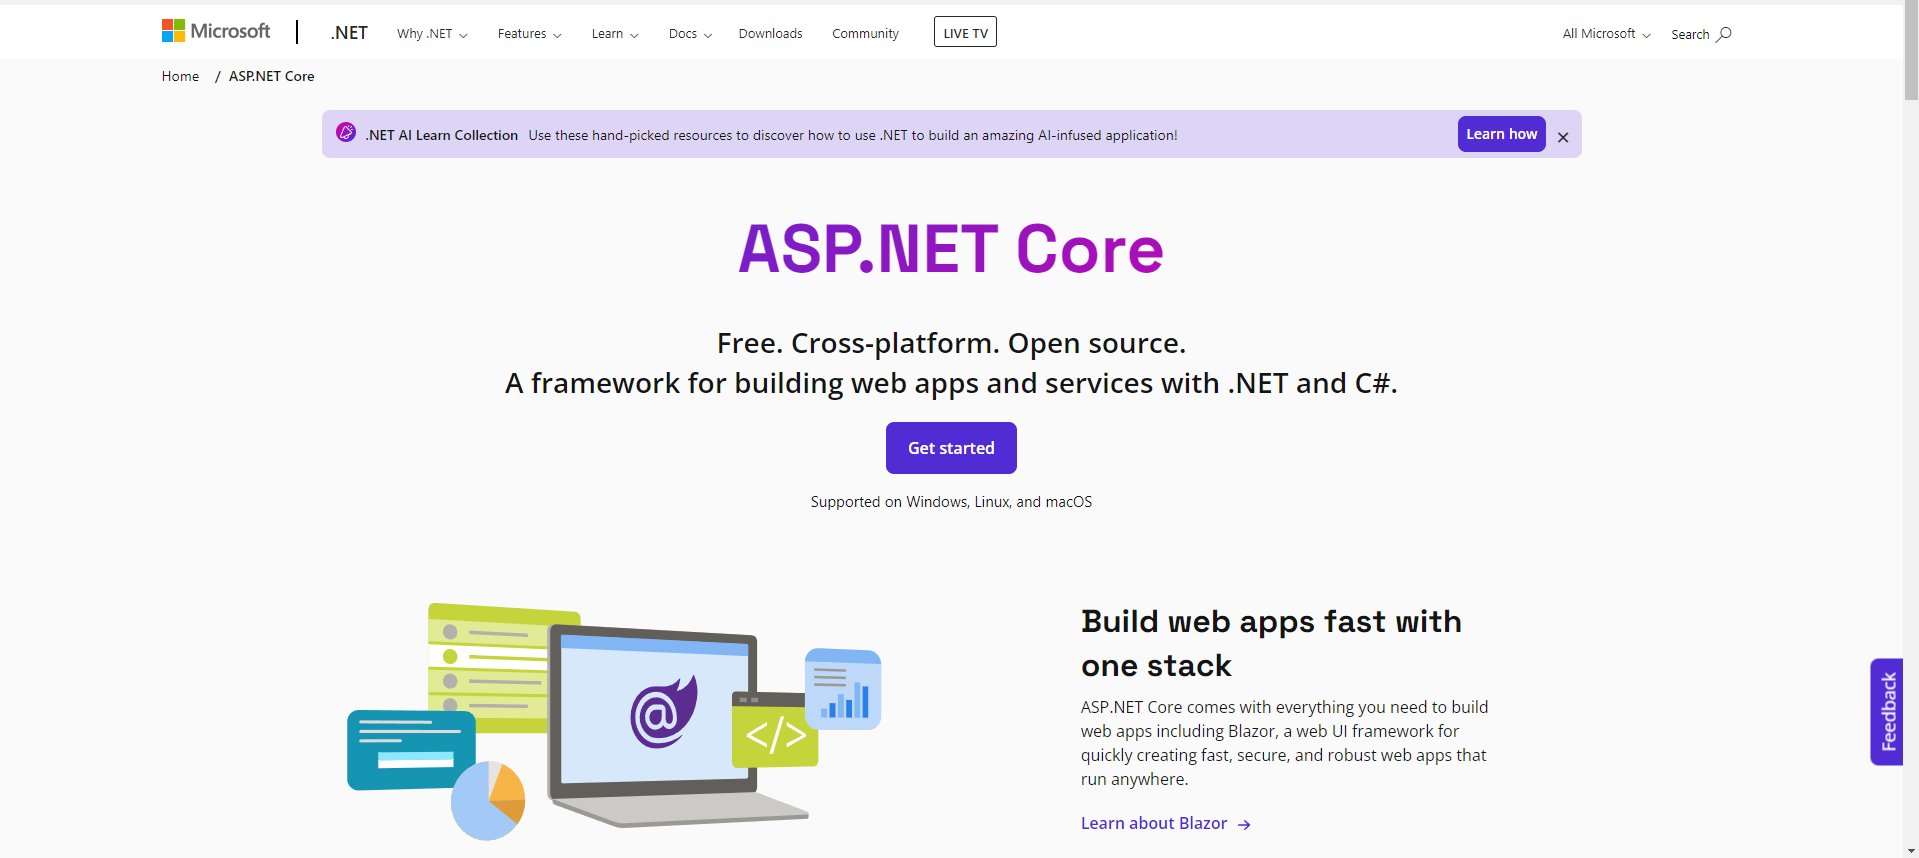 Microsoft .NET Why .NET Features Learn Docs Downloads Community LIVE TV All Microsoft Search
Home / ASP.NET Core
.NET AI Learn Collection Use these hand-picked resources to discover how to use .NET to build an amazing AI-infused application! Learn how
ASP.NET Core
Free. Cross-platform. Open source.
A framework for building web apps and services with .NET and C#.
Get started
Supported on Windows, Linux, and macOS
@
</>
Build web apps fast with
one stack
ASP.NET Core comes with everything you need to build
web apps including Blazor, a web UI framework for
quickly creating fast, secure, and robust web apps that
run anywhere.
Learn about Blazor →
Feedback